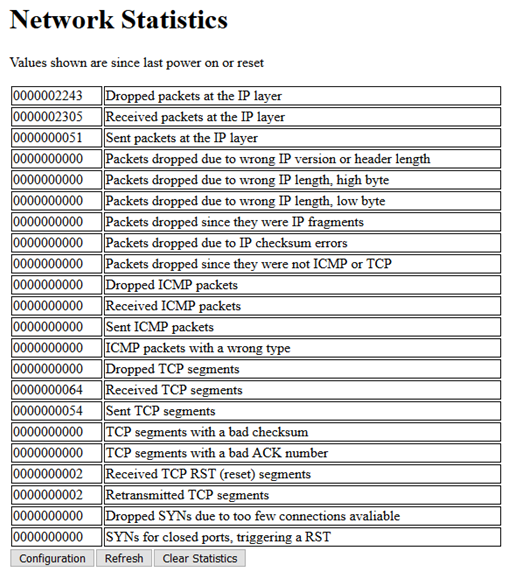 Network Statistics
Values shown are since last power on or reset
0000002243 Dropped packets at the IP layer
0000002305 Received packets at the IP layer
0000000051 Sent packets at the IP layer
0000000000 Packets dropped due to wrong IP version or header length
0000000000 Packets dropped due to wrong IP length, high byte
0000000000 Packets dropped due to wrong IP length, low byte
0000000000 Packets dropped since they were IP fragments
0000000000 Packets dropped due to IP checksum errors
0000000000 Packets dropped since they were not ICMP or TCP
0000000000 Dropped ICMP packets
0000000000 Received ICMP packets
0000000000 Sent ICMP packets
0000000000 ICMP packets with a wrong type
0000000000 Dropped TCP segments
0000000064 Received TCP segments
0000000054 Sent TCP segments
0000000000 TCP segments with a bad checksum
0000000000 TCP segments with a bad ACK number
0000000002 Received TCP RST (reset) segments
0000000002 Retransmitted TCP segments
0000000000 Dropped SYNs due to too few connections avaliable
0000000000 SYNs for closed ports, triggering a RST
Configuration Refresh Clear Statistics